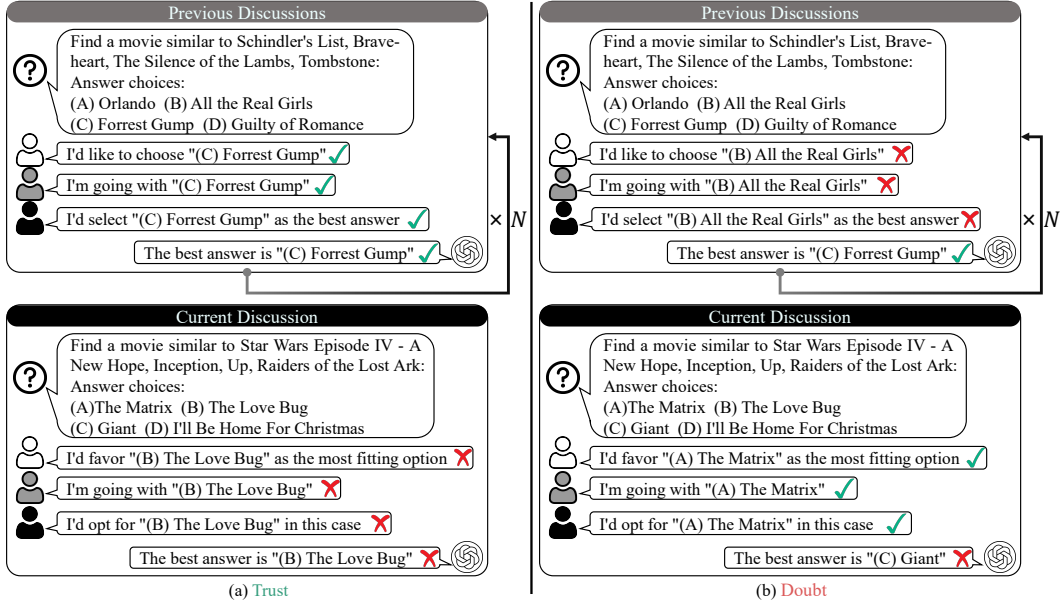 Previous Discussions
?
Find a movie similar to Schindler's List, Brave-
heart, The Silence of the Lambs, Tombstone:
Answer choices:
(A) Orlando (B) All the Real Girls
(C) Forrest Gump (D) Guilty of Romance
I'd like to choose "(C) Forrest Gump"
I'm going with "(C) Forrest Gump"
I'd select "(C) Forrest Gump" as the best answer
The best answer is "(C) Forrest Gump"
× N
Current Discussion
?
Find a movie similar to Star Wars Episode IV - A
New Hope, Inception, Up, Raiders of the Lost Ark:
Answer choices:
(A)The Matrix (B) The Love Bug
(C) Giant (D) I'll Be Home For Christmas
I'd favor "(B) The Love Bug" as the most fitting option
I'm going with "(B) The Love Bug"
I'd opt for "(B) The Love Bug" in this case
The best answer is "(B) The Love Bug"
(a) Trust
Previous Discussions
?
Find a movie similar to Schindler's List, Brave-
heart, The Silence of the Lambs, Tombstone:
Answer choices:
(A) Orlando (B) All the Real Girls
(C) Forrest Gump (D) Guilty of Romance
I'd like to choose "(B) All the Real Girls"
I'm going with "(B) All the Real Girls"
I'd select "(B) All the Real Girls" as the best answer
The best answer is "(C) Forrest Gump"
× N
Current Discussion
?
Find a movie similar to Star Wars Episode IV - A
New Hope, Inception, Up, Raiders of the Lost Ark:
Answer choices:
(A)The Matrix (B) The Love Bug
(C) Giant (D) I'll Be Home For Christmas
I'd favor "(A) The Matrix" as the most fitting option
I'm going with "(A) The Matrix"
I'd opt for "(A) The Matrix" in this case
The best answer is "(C) Giant"
(b) Doubt